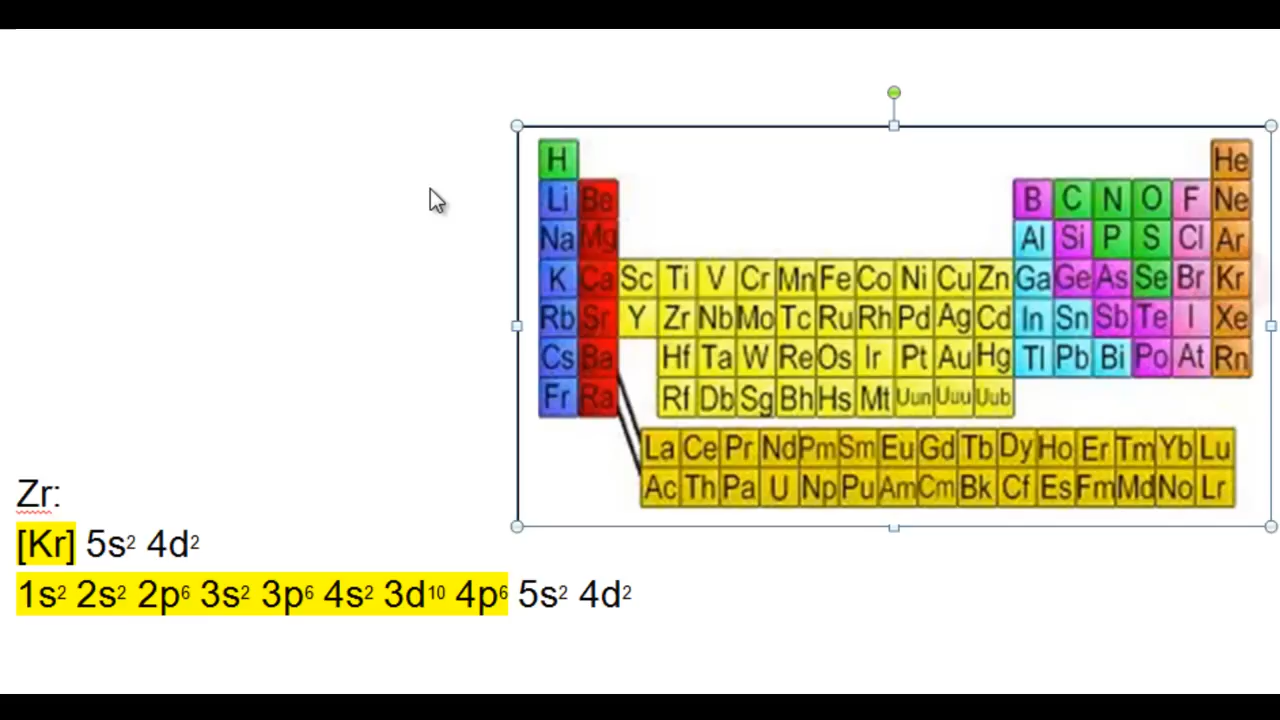 H He
Li Be B C N O F Ne
Na Mg Al Si P S Cl Ar
K Ca Sc Ti V Cr Mn Fe Co Ni Cu Zn Ga Ge As Se Br Kr
Rb Sr Y Zr Nb Mo Tc Ru Rh Pd Ag Cd In Sn Sb Te I Xe
Cs Ba Hf Ta W Re Os Ir Pt Au Hg Tl Pb Bi Po At Rn
Fr Ra Rf Db Sg Bh Hs Mt Uun Uuu Uub
La Ce Pr Nd Pm Sm Eu Gd Tb Dy Ho Er Tm Yb Lu
Ac Th Pa U Np Pu Am Cm Bk Cf Es Fm Md No Lr
Zr:
[Kr] 5s² 4d²
1s² 2s² 2p⁶ 3s² 3p⁶ 4s² 3d¹⁰ 4p⁶ 5s² 4d²